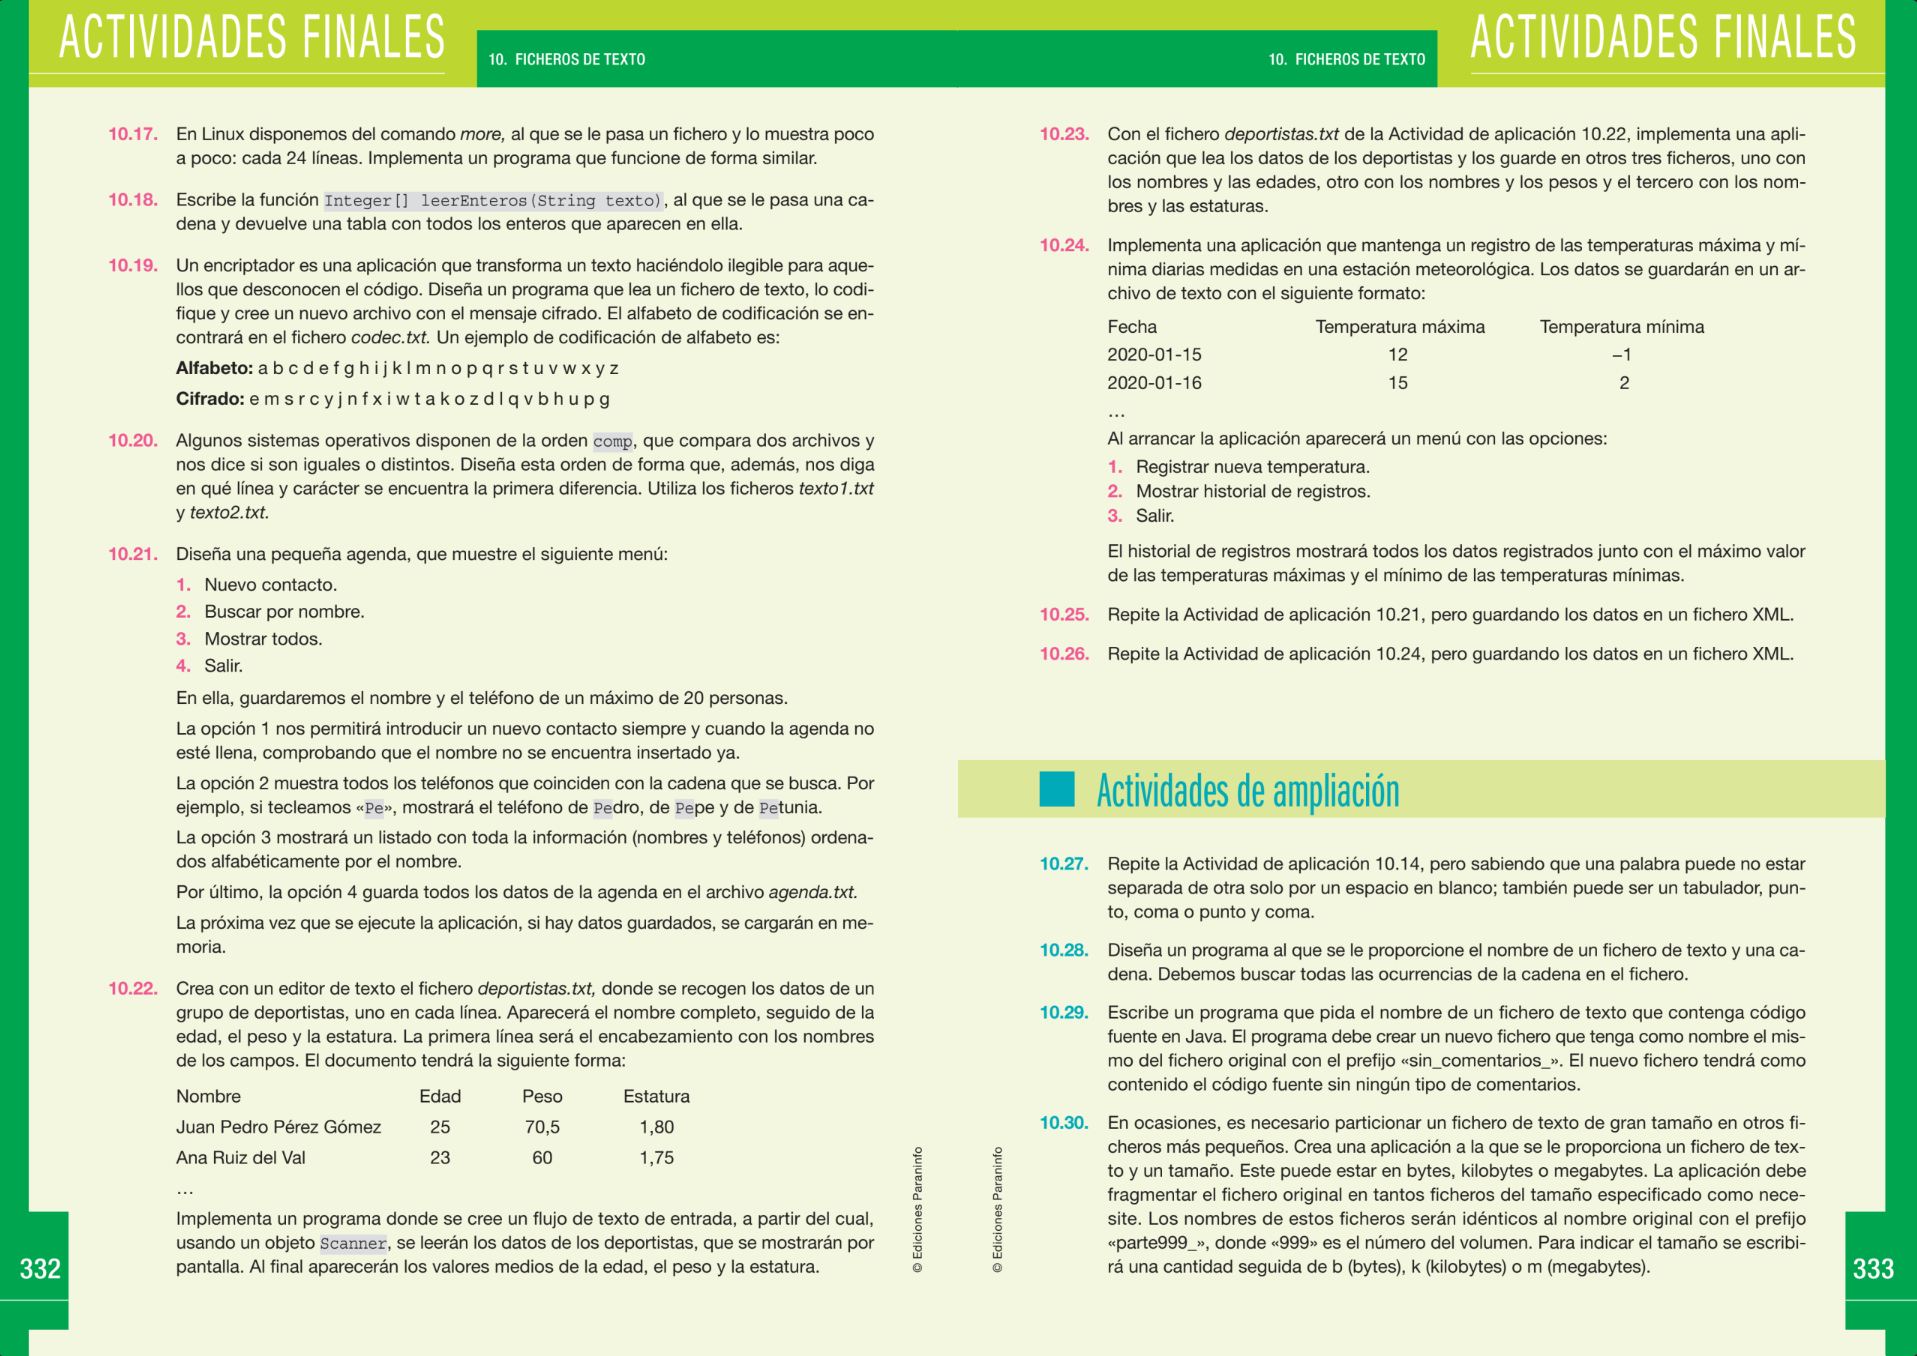 ACTIVIDADES FINALES
10. FICHEROS DE TEXTO
10.17. En Linux disponemos del comando more, al que se le pasa un fichero y lo muestra poco
a poco: cada 24 líneas. Implementa un programa que funcione de forma similar.
10.18. Escribe la función Integer[] leerEnteros(String texto), al que se le pasa una ca-
dena y devuelve una tabla con todos los enteros que aparecen en ella.
10.19. Un encriptador es una aplicación que transforma un texto haciéndolo ilegible para aque-
llos que desconocen el código. Diseña un programa que lea un fichero de texto, lo codi-
fique y cree un nuevo archivo con el mensaje cifrado. El alfabeto de codificación se en-
contrará en el fichero codec.txt. Un ejemplo de codificación de alfabeto es:
Alfabeto: a b c d e f g h i j k l m n o p q r s t u v w x y z
Cifrado: e m s r c y j n f x i w t a k o z d l q v b h u p g
10.20. Algunos sistemas operativos disponen de la orden comp, que compara dos archivos y
nos dice si son iguales o distintos. Diseña esta orden de forma que, además, nos diga
en qué línea y carácter se encuentra la primera diferencia. Utiliza los ficheros texto1.txt
y texto2.txt.
10.21. Diseña una pequeña agenda, que muestre el siguiente menú:
1. Nuevo contacto.
2. Buscar por nombre.
3. Mostrar todos.
4. Salir.
En ella, guardaremos el nombre y el teléfono de un máximo de 20 personas.
La opción 1 nos permitirá introducir un nuevo contacto siempre y cuando la agenda no
esté llena, comprobando que el nombre no se encuentra insertado ya.
La opción 2 muestra todos los teléfonos que coinciden con la cadena que se busca. Por
ejemplo, si tecleamos «Pe», mostrará el teléfono de Pedro, de Pepe y de Petunia.
La opción 3 mostrará un listado con toda la información (nombres y teléfonos) ordena-
dos alfabéticamente por el nombre.
Por último, la opción 4 guarda todos los datos de la agenda en el archivo agenda.txt.
La próxima vez que se ejecute la aplicación, si hay datos guardados, se cargarán en me-
moria.
10.22. Crea con un editor de texto el fichero deportistas.txt, donde se recogen los datos de un
grupo de deportistas, uno en cada línea. Aparecerá el nombre completo, seguido de la
edad, el peso y la estatura. La primera línea será el encabezamiento con los nombres
de los campos. El documento tendrá la siguiente forma:
Nombre Edad Peso Estatura
Juan Pedro Pérez Gómez 25 70,5 1,80
Ana Ruiz del Val 23 60 1,75
…
Implementa un programa donde se cree un flujo de texto de entrada, a partir del cual,
usando un objeto Scanner, se leerán los datos de los deportistas, que se mostrarán por
pantalla. Al final aparecerán los valores medios de la edad, el peso y la estatura.
332
© Ediciones Paraninfo
10. FICHEROS DE TEXTO
ACTIVIDADES FINALES
10.23. Con el fichero deportistas.txt de la Actividad de aplicación 10.22, implementa una apli-
cación que lea los datos de los deportistas y los guarde en otros tres ficheros, uno con
los nombres y las edades, otro con los nombres y los pesos y el tercero con los nom-
bres y las estaturas.
10.24. Implementa una aplicación que mantenga un registro de las temperaturas máxima y mí-
nima diarias medidas en una estación meteorológica. Los datos se guardarán en un ar-
chivo de texto con el siguiente formato:
Fecha Temperatura máxima Temperatura mínima
2020-01-15 12 –1
2020-01-16 15 2
…
Al arrancar la aplicación aparecerá un menú con las opciones:
1. Registrar nueva temperatura.
2. Mostrar historial de registros.
3. Salir.
El historial de registros mostrará todos los datos registrados junto con el máximo valor
de las temperaturas máximas y el mínimo de las temperaturas mínimas.
10.25. Repite la Actividad de aplicación 10.21, pero guardando los datos en un fichero XML.
10.26. Repite la Actividad de aplicación 10.24, pero guardando los datos en un fichero XML.
Actividades de ampliación
10.27. Repite la Actividad de aplicación 10.14, pero sabiendo que una palabra puede no estar
separada de otra solo por un espacio en blanco; también puede ser un tabulador, pun-
to, coma o punto y coma.
10.28. Diseña un programa al que se le proporcione el nombre de un fichero de texto y una ca-
dena. Debemos buscar todas las ocurrencias de la cadena en el fichero.
10.29. Escribe un programa que pida el nombre de un fichero de texto que contenga código
fuente en Java. El programa debe crear un nuevo fichero que tenga como nombre el mis-
mo del fichero original con el prefijo «sin_comentarios_». El nuevo fichero tendrá como
contenido el código fuente sin ningún tipo de comentarios.
10.30. En ocasiones, es necesario particionar un fichero de texto de gran tamaño en otros fi-
cheros más pequeños. Crea una aplicación a la que se le proporciona un fichero de tex-
to y un tamaño. Este puede estar en bytes, kilobytes o megabytes. La aplicación debe
fragmentar el fichero original en tantos ficheros del tamaño especificado como nece-
site. Los nombres de estos ficheros serán idénticos al nombre original con el prefijo
«parte999_», donde «999» es el número del volumen. Para indicar el tamaño se escribi-
rá una cantidad seguida de b (bytes), k (kilobytes) o m (megabytes).
© Ediciones Paraninfo
333